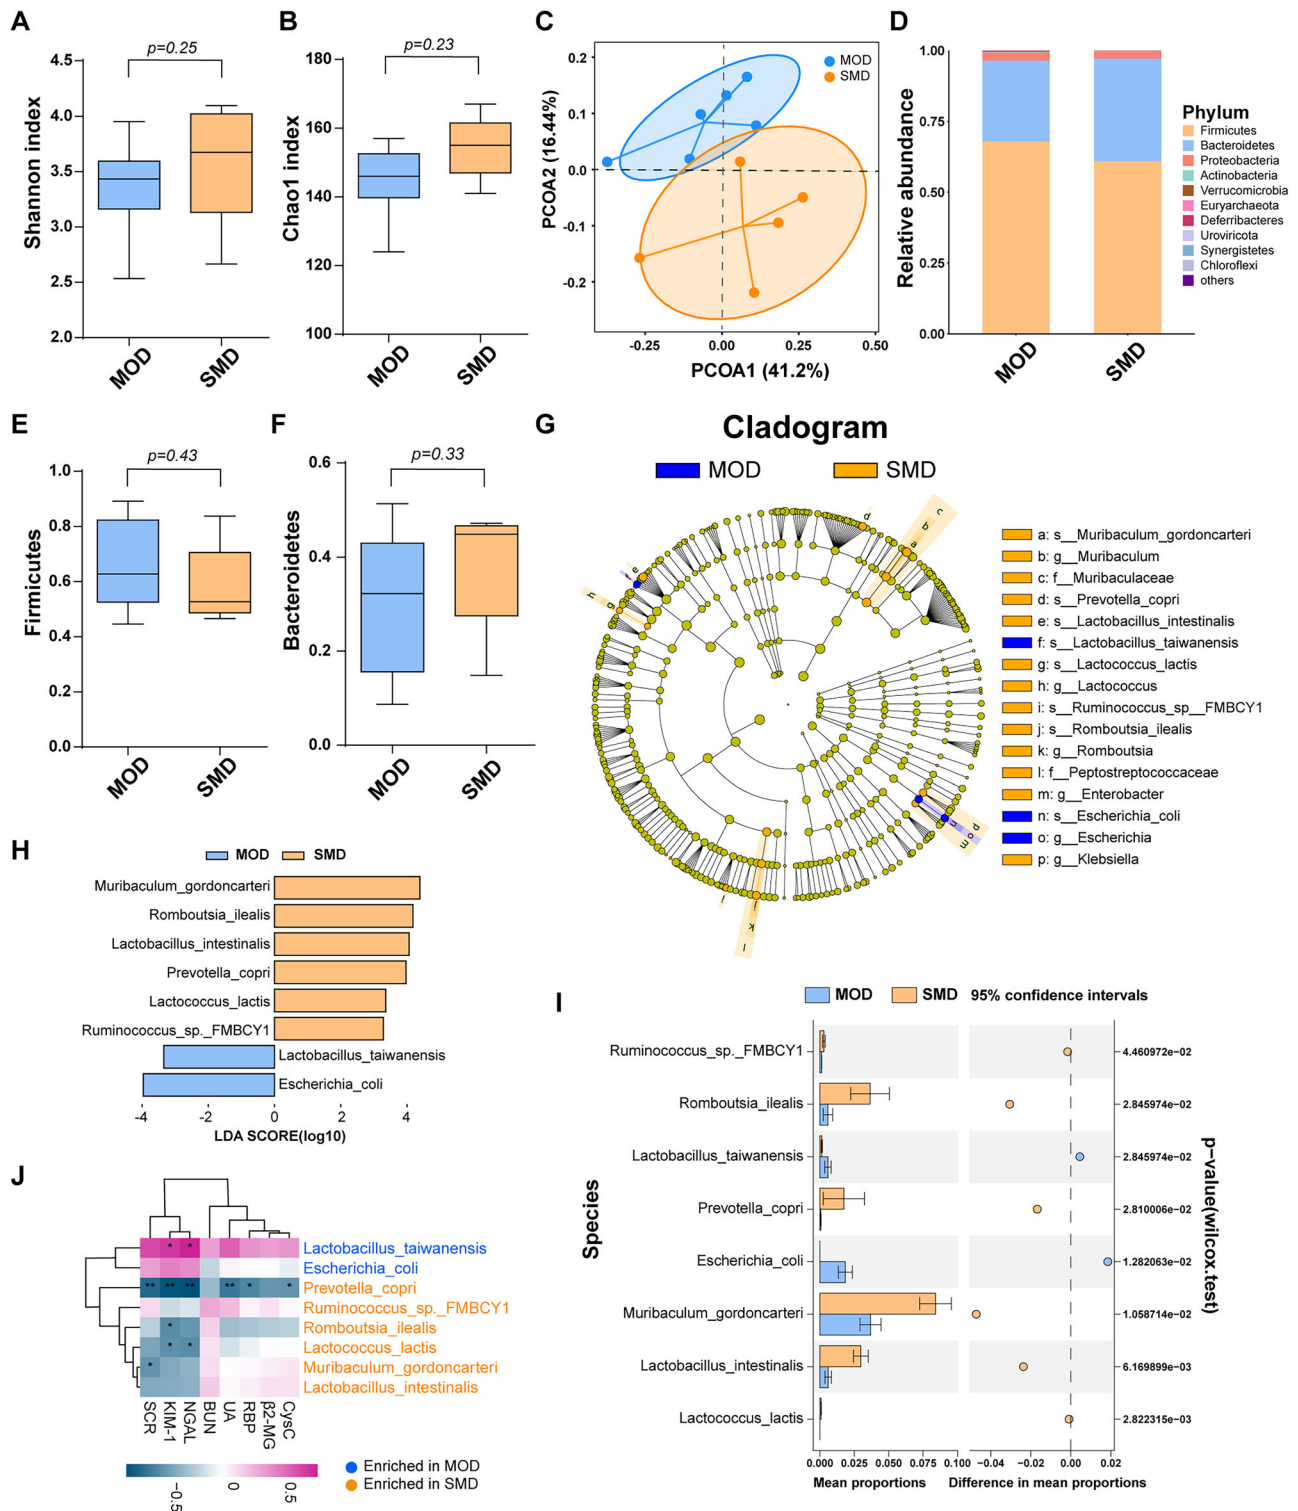 A
p=0.25
Shannon index
4.5
4.0
3.5
3.0
2.5
2.0
MOD
SMD
B
p=0.23
Chao1 index
180
160
140
120
100
MOD
SMD
C
MOD
SMD
PCOA2 (16.44%)
0.2
0.1
0.0
-0.1
-0.2
-0.25
0.00
0.25
0.50
PCOA1 (41.2%)
D
Relative abundance
1.00
0.75
0.50
0.25
0.00
MOD
SMD
Phylum
Firmicutes
Bacteroidetes
Proteobacteria
Actinobacteria
Verrucomicrobia
Euryarchaeota
Deferribacteres
Uroviricota
Synergistetes
Chloroflexi
others
E
p=0.43
Firmicutes
1.0
0.8
0.6
0.4
0.2
0.0
MOD
SMD
F
p=0.33
Bacteroidetes
0.6
0.4
0.2
0.0
MOD
SMD
G
Cladogram
MOD
SMD
a
b
c
d
e
g
h
i
j
k
l
m
n
o
p
a: s__Muribaculum_gordoncarteri
b: g__Muribaculum
c: f__Muribaculaceae
d: s__Prevotella_copri
e: s__Lactobacillus_intestinalis
f: s__Lactobacillus_taiwanensis
g: s__Lactococcus_lactis
h: g__Lactococcus
i: s__Ruminococcus_sp__FMBCY1
j: s__Romboutsia_ilealis
k: g__Romboutsia
l: f__Peptostreptococcaceae
m: g__Enterobacter
n: s__Escherichia_coli
o: g__Escherichia
p: g__Klebsiella
H
MOD
SMD
Muribaculum_gordoncarteri
Romboutsia_ilealis
Lactobacillus_intestinalis
Prevotella_copri
Lactococcus_lactis
Ruminococcus_sp._FMBCY1
Lactobacillus_taiwanensis
Escherichia_coli
-4
-2
0
2
4
LDA SCORE(log10)
I
MOD
SMD
95% confidence intervals
Species
Ruminococcus_sp._FMBCY1
4.460972e-02
Romboutsia_ilealis
2.845974e-02
Lactobacillus_taiwanensis
2.845974e-02
Prevotella_copri
2.810006e-02
Escherichia_coli
1.282063e-02
Muribaculum_gordoncarteri
1.058714e-02
Lactobacillus_intestinalis
6.169899e-03
Lactococcus_lactis
2.822315e-03
p-value(wilcox.test)
0.000
0.025
0.050
0.075
0.100
Mean proportions
-0.04
-0.02
0.00
0.02
Difference in mean proportions
J
* *
Lactobacillus_taiwanensis
Escherichia_coli
** ** ** ** * *
Prevotella_copri
Ruminococcus_sp._FMBCY1
*
Romboutsia_ilealis
* *
Lactococcus_lactis
*
Muribaculum_gordoncarteri
Lactobacillus_intestinalis
SCR
KIM-1
NGAL
BUN
UA
RBP
β2-MG
CysC
-0.5
0
0.5
Enriched in MOD
Enriched in SMD